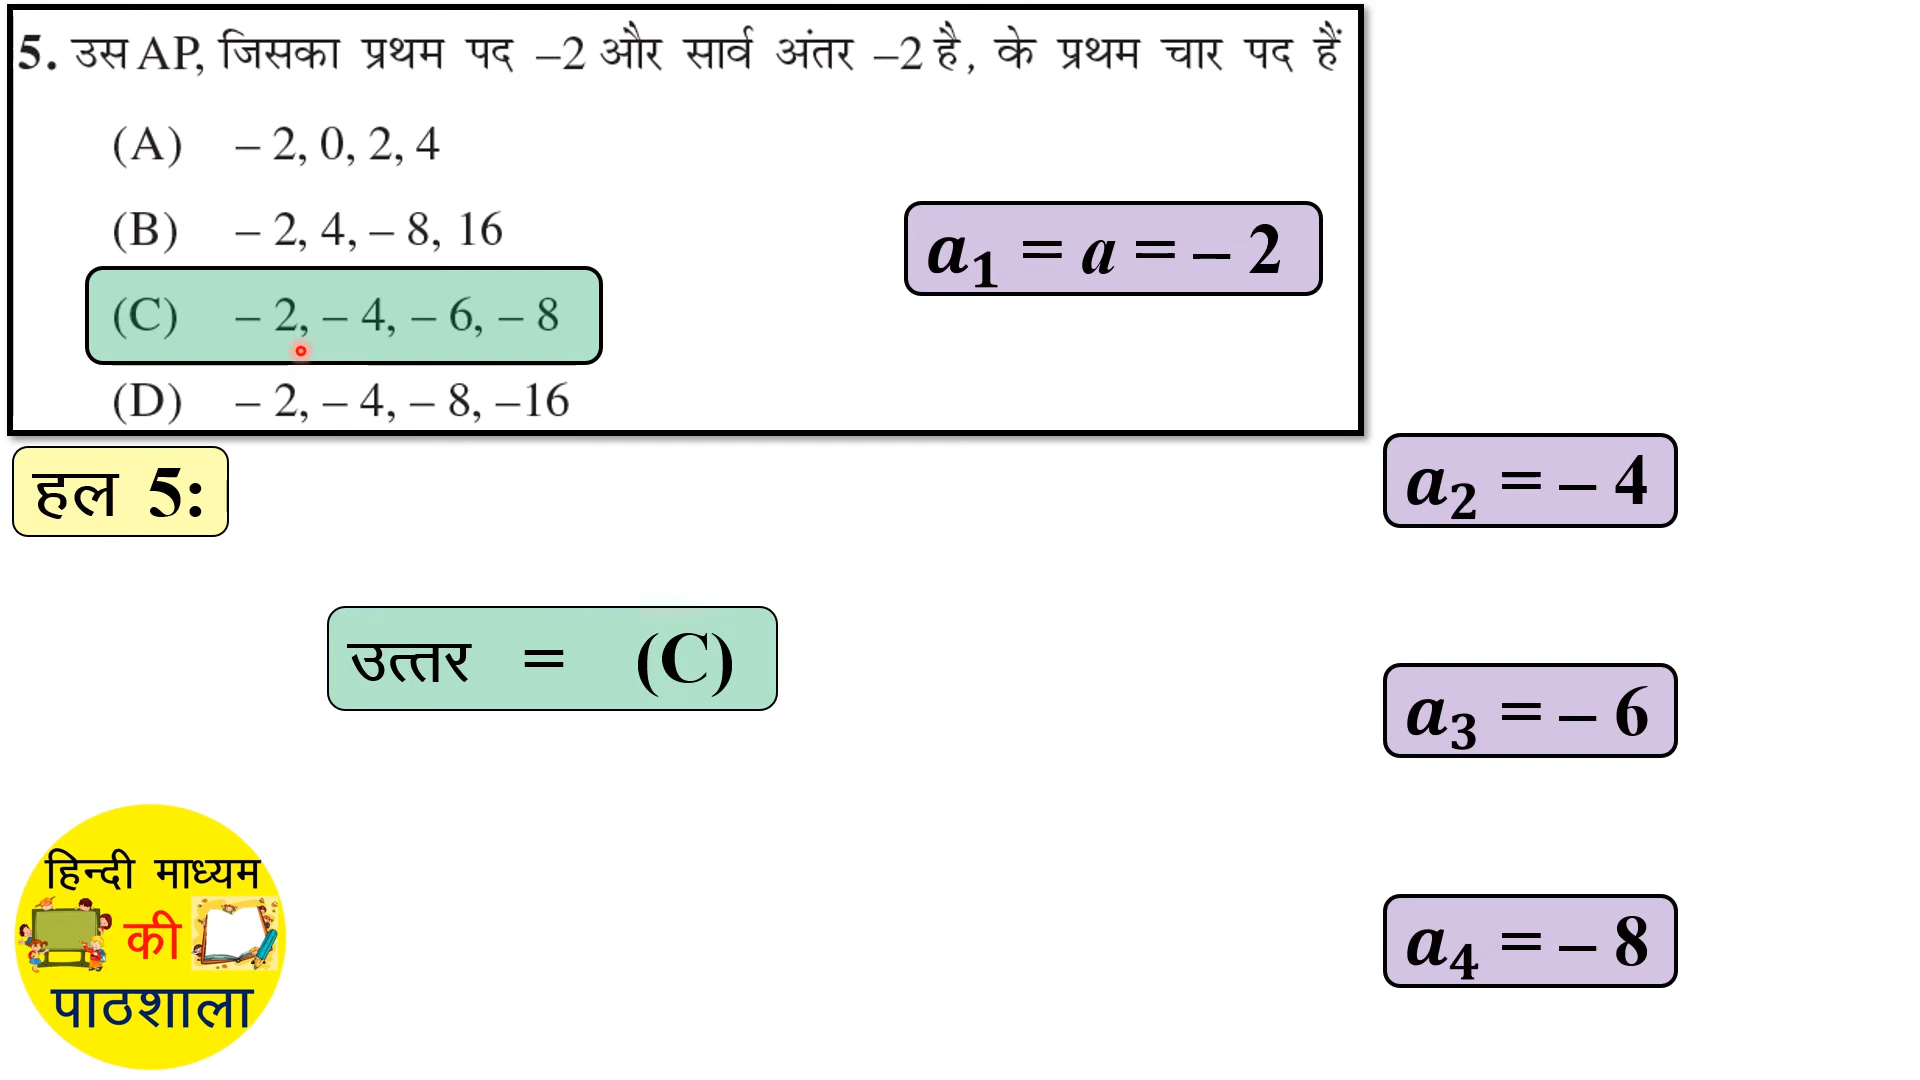 5. उस AP, जिसका प्रथम पद –2 और सार्व अंतर –2 है, के प्रथम चार पद हैं
(A) – 2, 0, 2, 4
(B) – 2, 4, – 8, 16
a₁ = a = – 2
(C) – 2, – 4, – 6, – 8
(D) – 2, – 4, – 8, –16
हल 5:
a₂ = – 4
उत्तर = (C)
a₃ = – 6
a₄ = – 8
हिन्दी माध्यम
की
पाठशाला